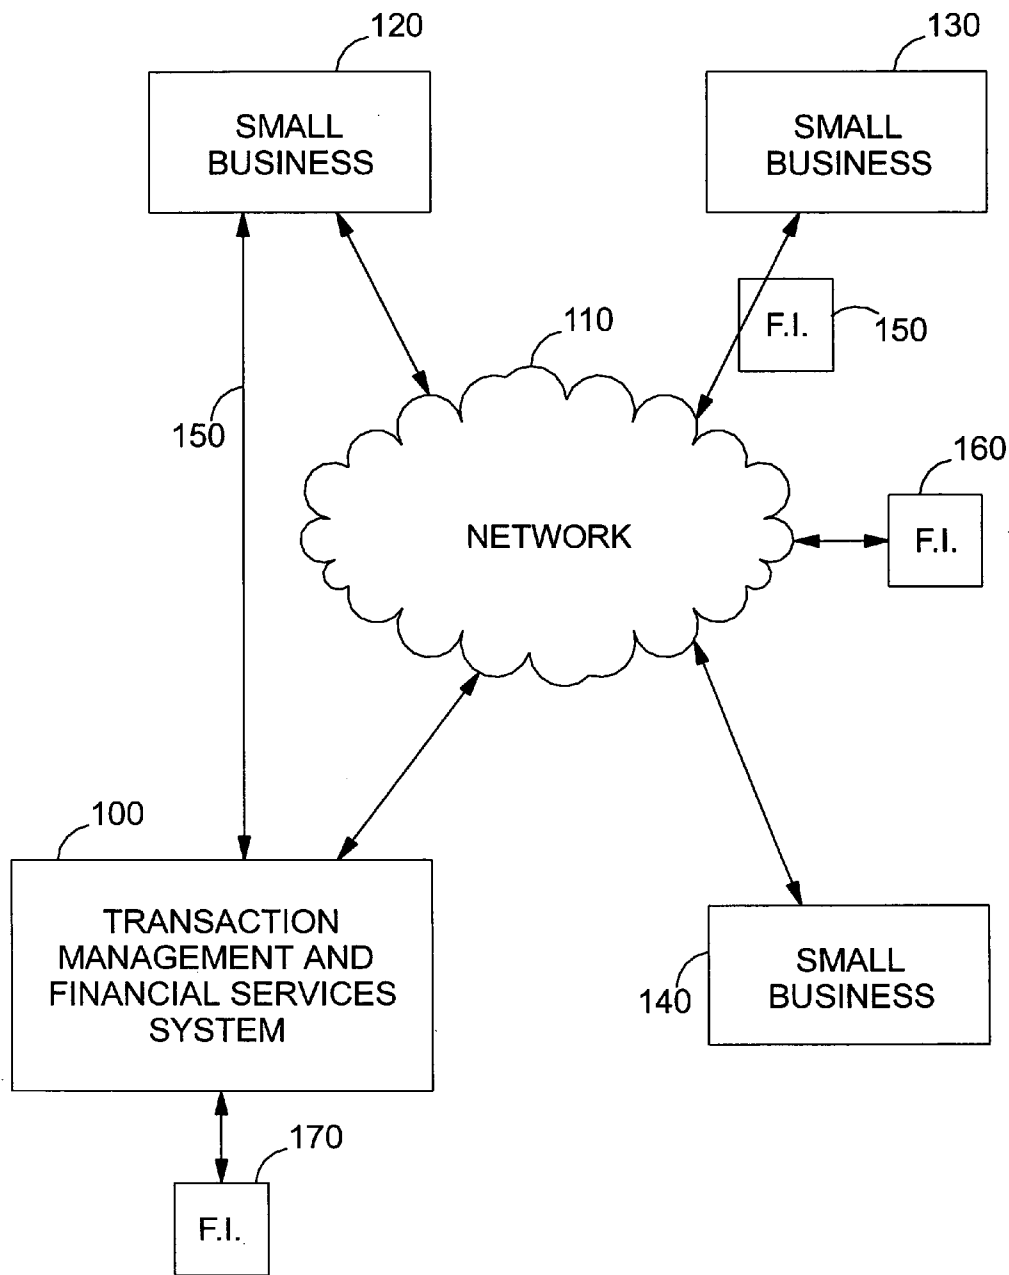 120
130
SMALL
BUSINESS
SMALL
BUSINESS
110
F.I.
150
150
160
NETWORK
F.I.
100
TRANSACTION
MANAGEMENT AND
FINANCIAL SERVICES
SYSTEM
140
SMALL
BUSINESS
170
F.I.